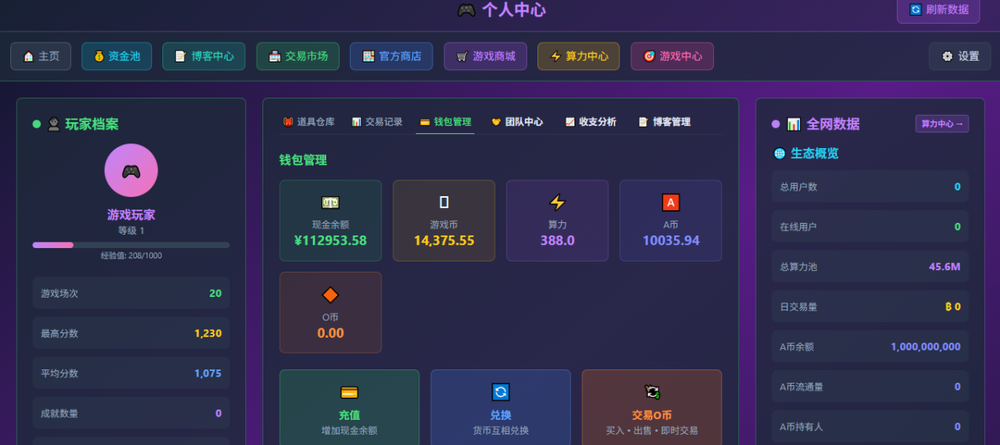 个人中心
刷新数据
主页
资金池
博客中心
交易市场
官方商店
游戏商城
算力中心
游戏中心
设置
玩家档案
游戏玩家
等级 1
经验值: 208/1000
游戏场次
20
最高分数
1,230
平均分数
1,075
成就数量
0
道具仓库
交易记录
钱包管理
团队中心
收支分析
博客管理
钱包管理
现金余额
¥112953.58
游戏币
14,375.55
算力
388.0
A
A币
10035.94
O币
0.00
充值
增加现金余额
兑换
货币互相兑换
交易O币
买入 • 出售 • 即时交易
全网数据
算力中心 →
生态概览
总用户数
0
在线用户
0
总算力池
45.6M
日交易量
₿ 0
A币余额
1,000,000,000
A币流通量
0
A币持有人
0